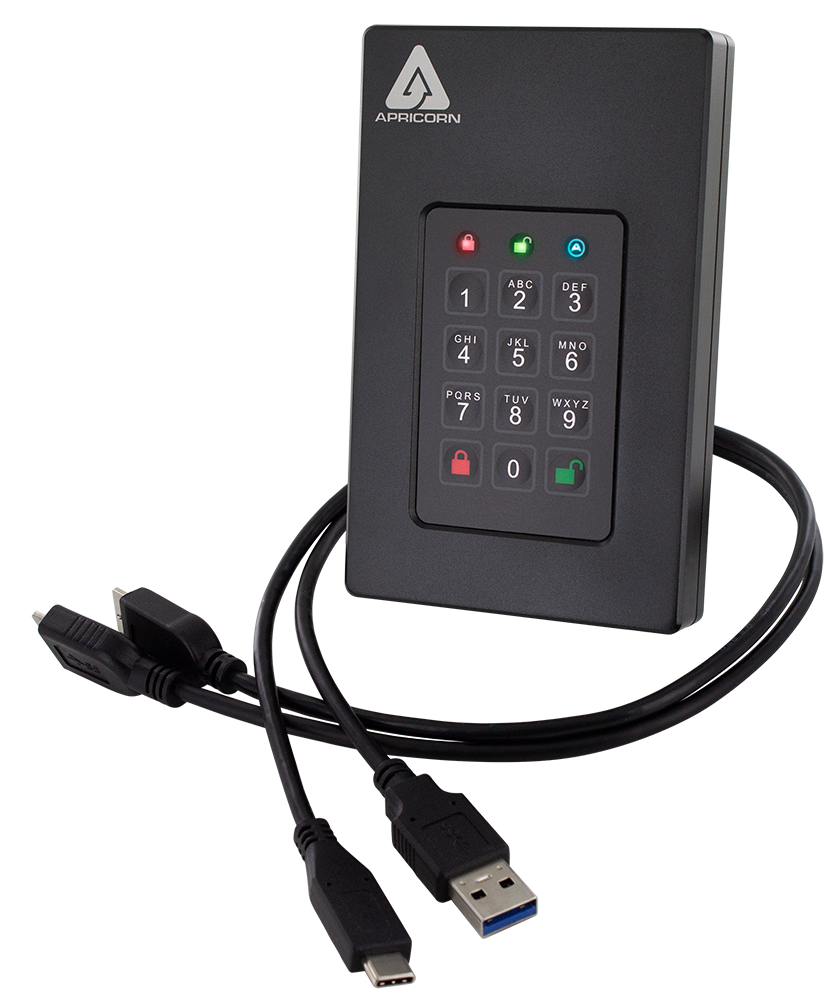 APRICORN
1
ABC
2
DEF
3
GHI
4
JKL
5
MNO
6
PQRS
7
TUV
8
WXYZ
9
0